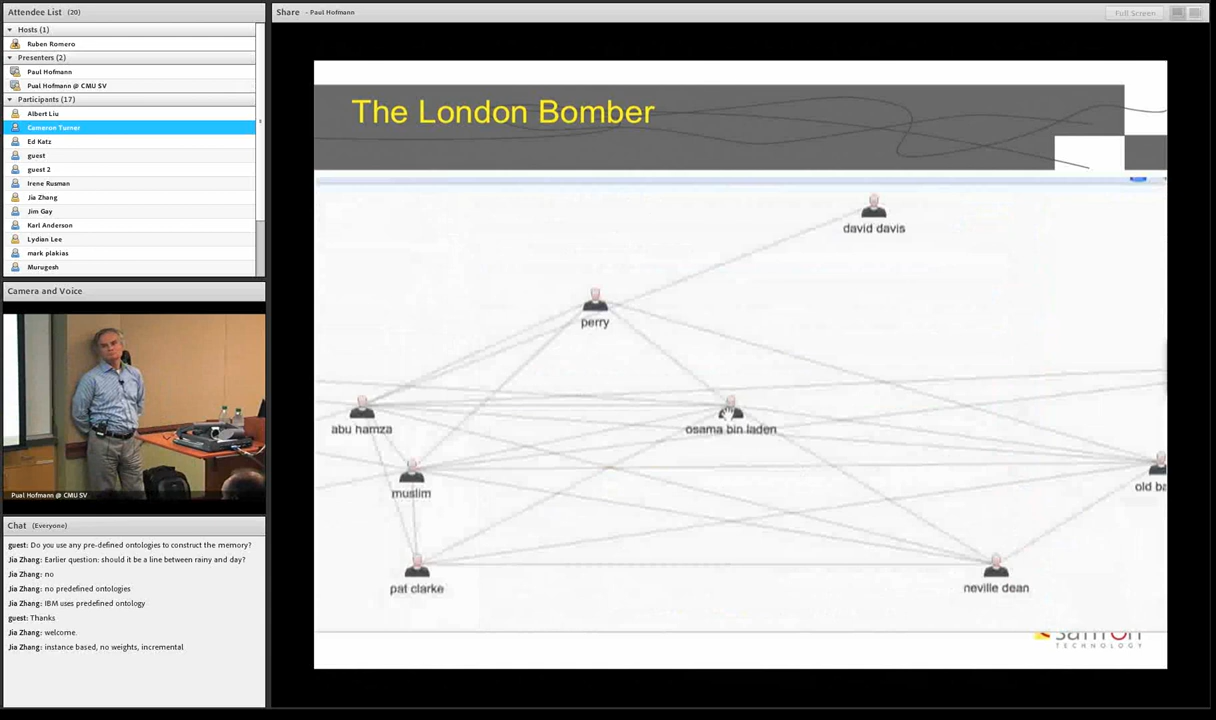 Attendee List (20)
Hosts (1)
Ruben Romero
Presenters (2)
Paul Hofmann
Pual Hofmann @ CMU SV
Participants (17)
Albert Liu
Cameron Turner
Ed Katz
guest
guest 2
Irene Rusman
Jia Zhang
Jim Gay
Karl Anderson
Lydian Lee
mark plakias
Murugesh
Camera and Voice
Pual Hofmann @ CMU SV
Chat (Everyone)
guest: Do you use any pre-defined ontologies to construct the memory?
Jia Zhang: Earlier question: should it be a line between rainy and day?
Jia Zhang: no
Jia Zhang: no predefined ontologies
Jia Zhang: IBM uses predefined ontology
guest: Thanks
Jia Zhang: welcome.
Jia Zhang: instance based, no weights, incremental
Share - Paul Hofmann
Full Screen
The London Bomber
david davis
perry
abu hamza
osama bin laden
muslim
old ba
pat clarke
neville dean
TECHNOLOGY